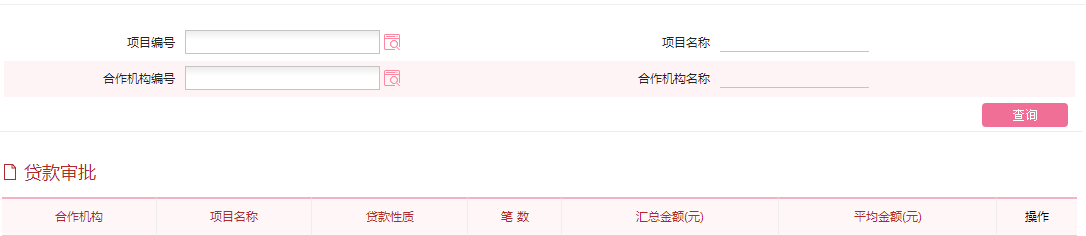 项目编号 项目名称
合作机构编号 合作机构名称
查询
贷款审批
合作机构 项目名称 贷款性质 笔 数 汇总金额(元) 平均金额(元) 操作